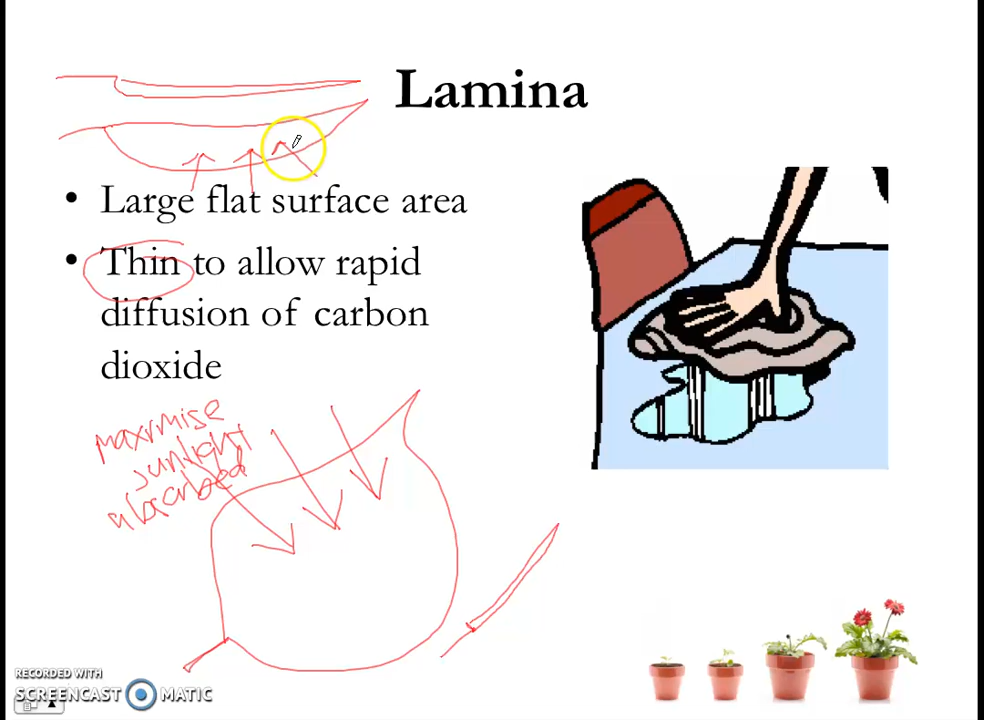 Lamina
• Large flat surface area
• Thin to allow rapid
diffusion of carbon
dioxide
maximise
sunlight
absorbed
RECORDED WITH
SCREENCAST MATIC